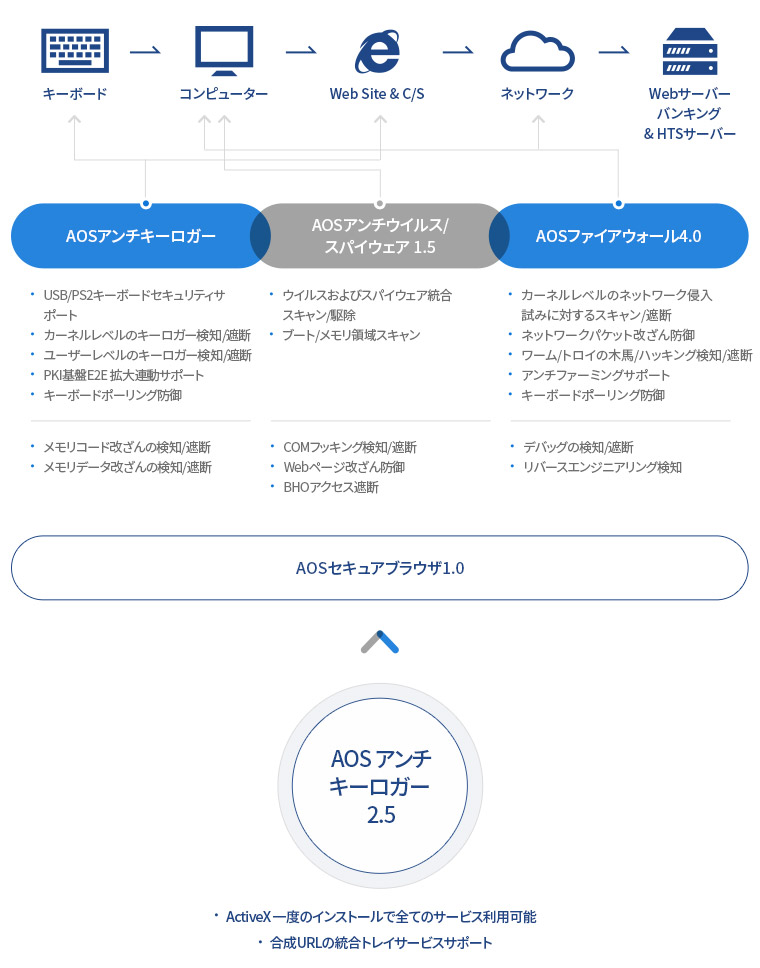 キーボード
コンピューター
Web Site & C/S
ネットワーク
Webサーバー
バンキング
& HTSサーバー
AOSアンチキーロガー
AOSアンチウイルス/
スパイウェア 1.5
AOSファイアウォール4.0
・ USB/PS2キーボードセキュリティサ
ポート
・ カーネルレベルのキーロガー検知/遮断
・ ユーザーレベルのキーロガー検知/遮断
・ PKI基盤E2E 拡大連動サポート
・ キーボードポーリング防御
・ メモリコード改ざんの検知/遮断
・ メモリデータ改ざんの検知/遮断
・ ウイルスおよびスパイウェア統合
スキャン/駆除
・ ブート/メモリ領域スキャン
・ COMフッキング検知/遮断
・ Webページ改ざん防御
・ BHOアクセス遮断
・ カーネルレベルのネットワーク侵入
試みに対するスキャン/遮断
・ ネットワークパケット改ざん防御
・ ワーム/トロイの木馬/ハッキング検知/遮断
・ アンチファーミングサポート
・ キーボードポーリング防御
・ デバッグの検知/遮断
・ リバースエンジニアリング検知
AOSセキュアブラウザ1.0
AOS アンチ
キーロガー
2.5
・ ActiveX 一度のインストールで全てのサービス利用可能
・ 合成URLの統合トレイサービスサポート